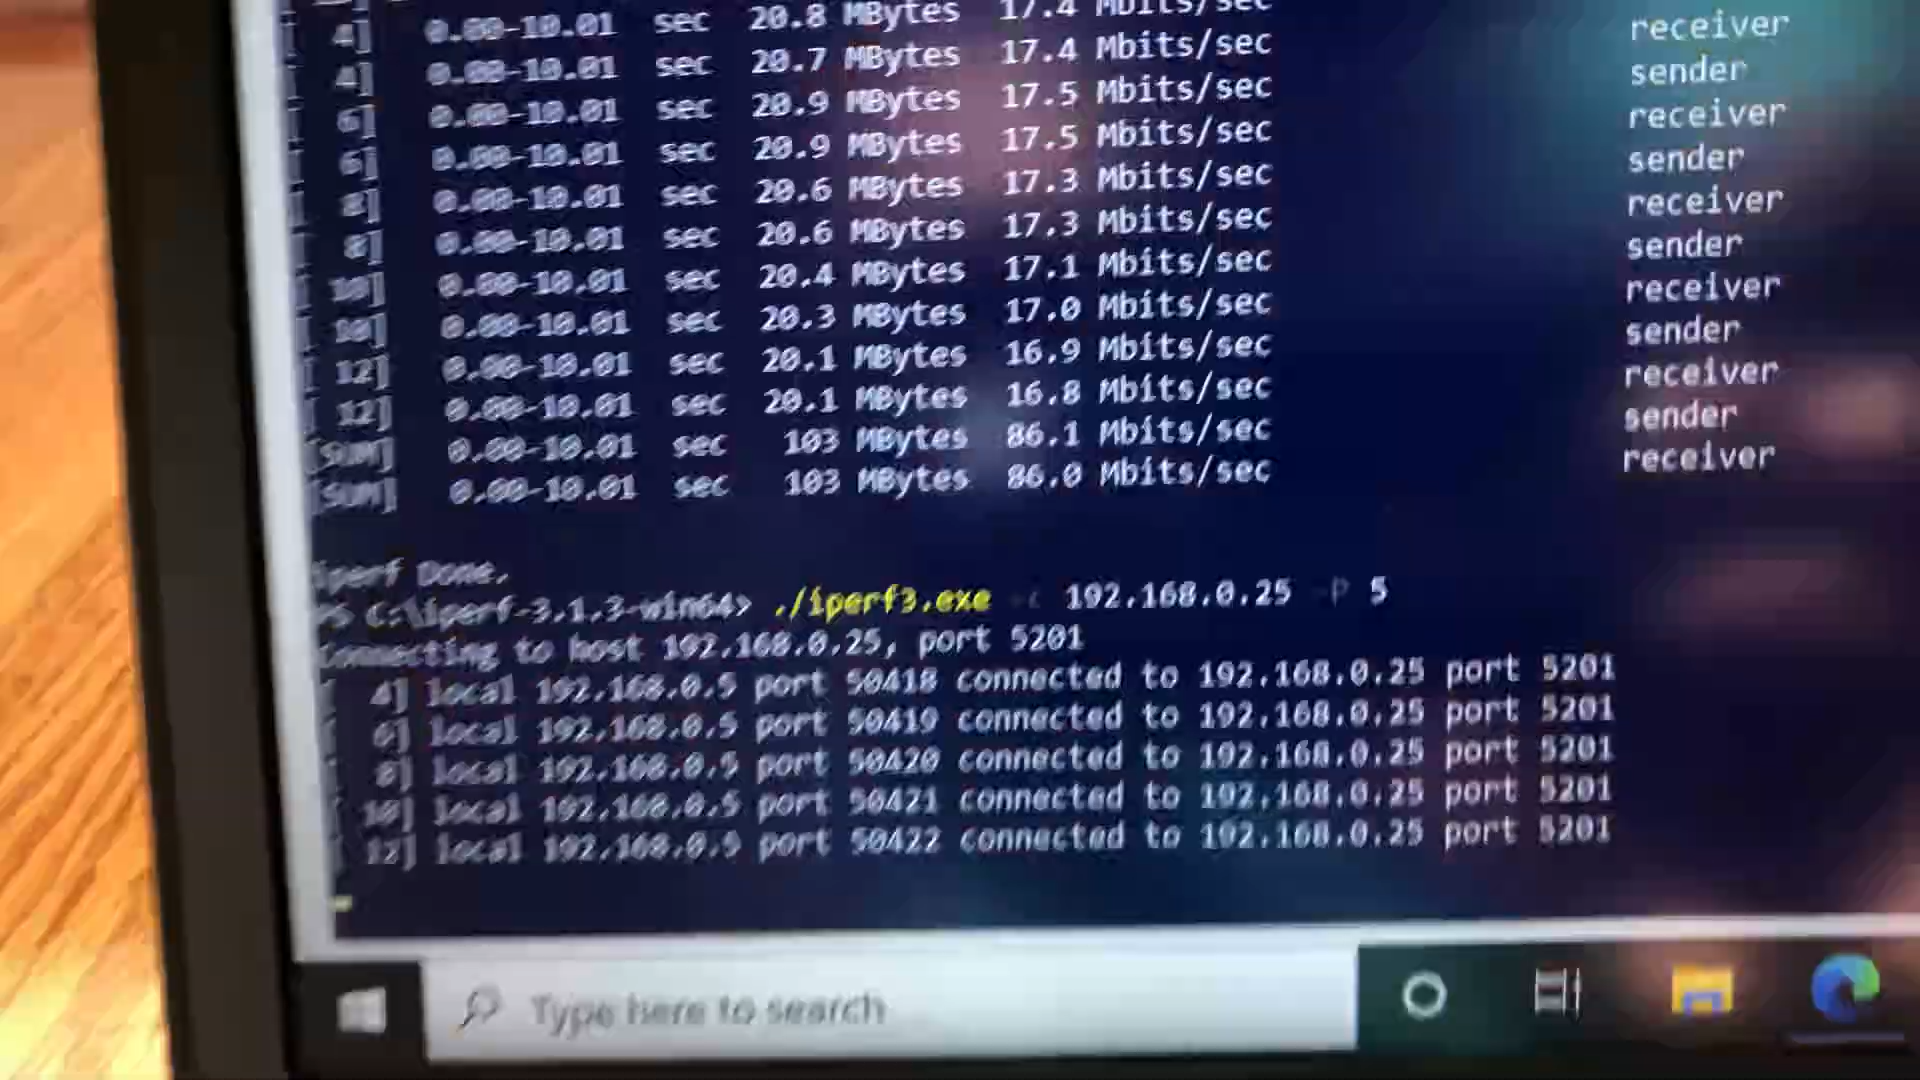 [ 4] 0.00-10.01 sec 20.8 MBytes 17.4 Mbits/sec
[ 4] 0.00-10.01 sec 20.7 MBytes 17.4 Mbits/sec receiver
[ 6] 0.00-10.01 sec 20.9 MBytes 17.5 Mbits/sec sender
[ 6] 0.00-10.01 sec 20.9 MBytes 17.5 Mbits/sec receiver
[ 8] 0.00-10.01 sec 20.6 MBytes 17.3 Mbits/sec sender
[ 8] 0.00-10.01 sec 20.6 MBytes 17.3 Mbits/sec receiver
[ 10] 0.00-10.01 sec 20.4 MBytes 17.1 Mbits/sec sender
[ 10] 0.00-10.01 sec 20.3 MBytes 17.0 Mbits/sec receiver
[ 12] 0.00-10.01 sec 20.1 MBytes 16.9 Mbits/sec sender
[ 12] 0.00-10.01 sec 20.1 MBytes 16.8 Mbits/sec receiver
[SUM] 0.00-10.01 sec 103 MBytes 86.1 Mbits/sec sender
[SUM] 0.00-10.01 sec 103 MBytes 86.0 Mbits/sec receiver
iperf Done.
PS C:\iperf-3.1.3-win64> ./iperf3.exe -c 192.168.0.25 -P 5
Connecting to host 192.168.0.25, port 5201
[ 4] local 192.168.0.5 port 50418 connected to 192.168.0.25 port 5201
[ 6] local 192.168.0.5 port 50419 connected to 192.168.0.25 port 5201
[ 8] local 192.168.0.5 port 50420 connected to 192.168.0.25 port 5201
[ 10] local 192.168.0.5 port 50421 connected to 192.168.0.25 port 5201
[ 12] local 192.168.0.5 port 50422 connected to 192.168.0.25 port 5201
Type here to search